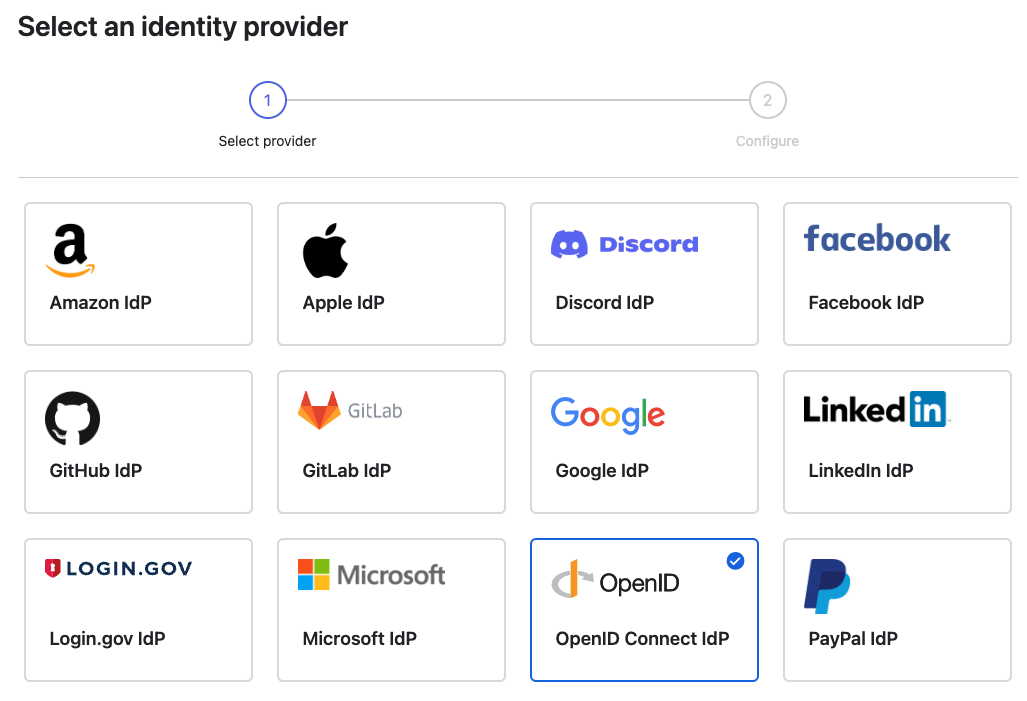 Select an identity provider
1
2
Select provider
Configure
a
Discord
facebook
Amazon IdP
Apple IdP
Discord IdP
Facebook IdP
GitLab
Google
Linked in
GitHub IdP
GitLab IdP
Google IdP
LinkedIn IdP
LOGIN.GOV
Microsoft
OpenID
Login.gov IdP
Microsoft IdP
OpenID Connect IdP
PayPal IdP